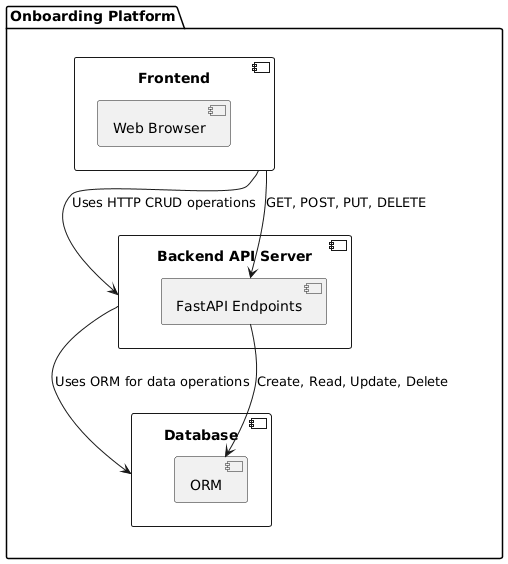 Onboarding Platform
Frontend
Web Browser
Uses HTTP CRUD operations
GET, POST, PUT, DELETE
Backend API Server
FastAPI Endpoints
Uses ORM for data operations
Create, Read, Update, Delete
Database
ORM